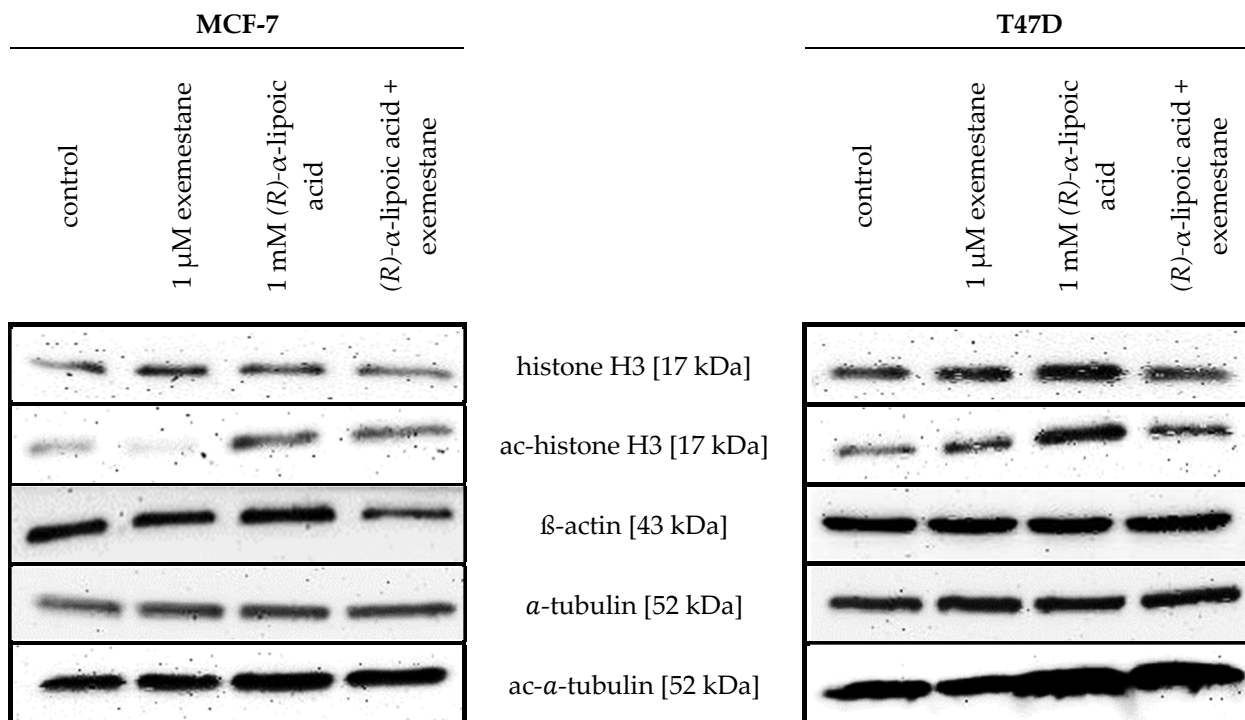 MCF-7
T47D
control
1 µM exemestane
1 mM (R)-α-lipoic
acid
(R)-α-lipoic acid +
exemestane
control
1 µM exemestane
1 mM (R)-α-lipoic
acid
(R)-α-lipoic acid +
exemestane
histone H3 [17 kDa]
ac-histone H3 [17 kDa]
ß-actin [43 kDa]
α-tubulin [52 kDa]
ac-α-tubulin [52 kDa]